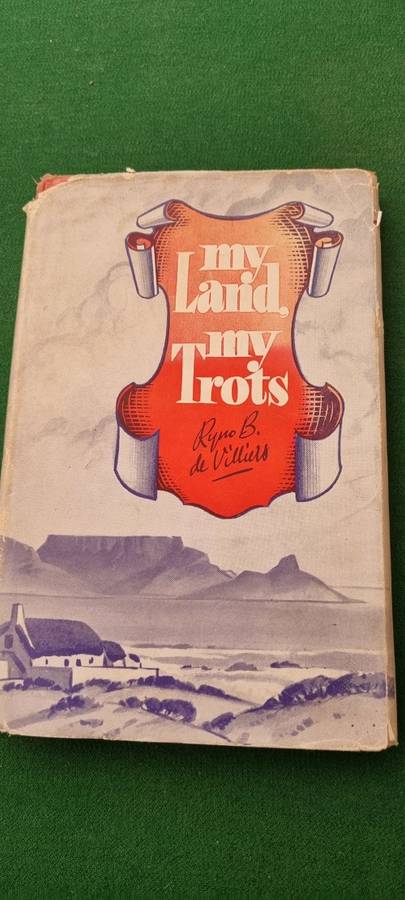 my
Land,
my
Trots
Ryno B.
de Villiers